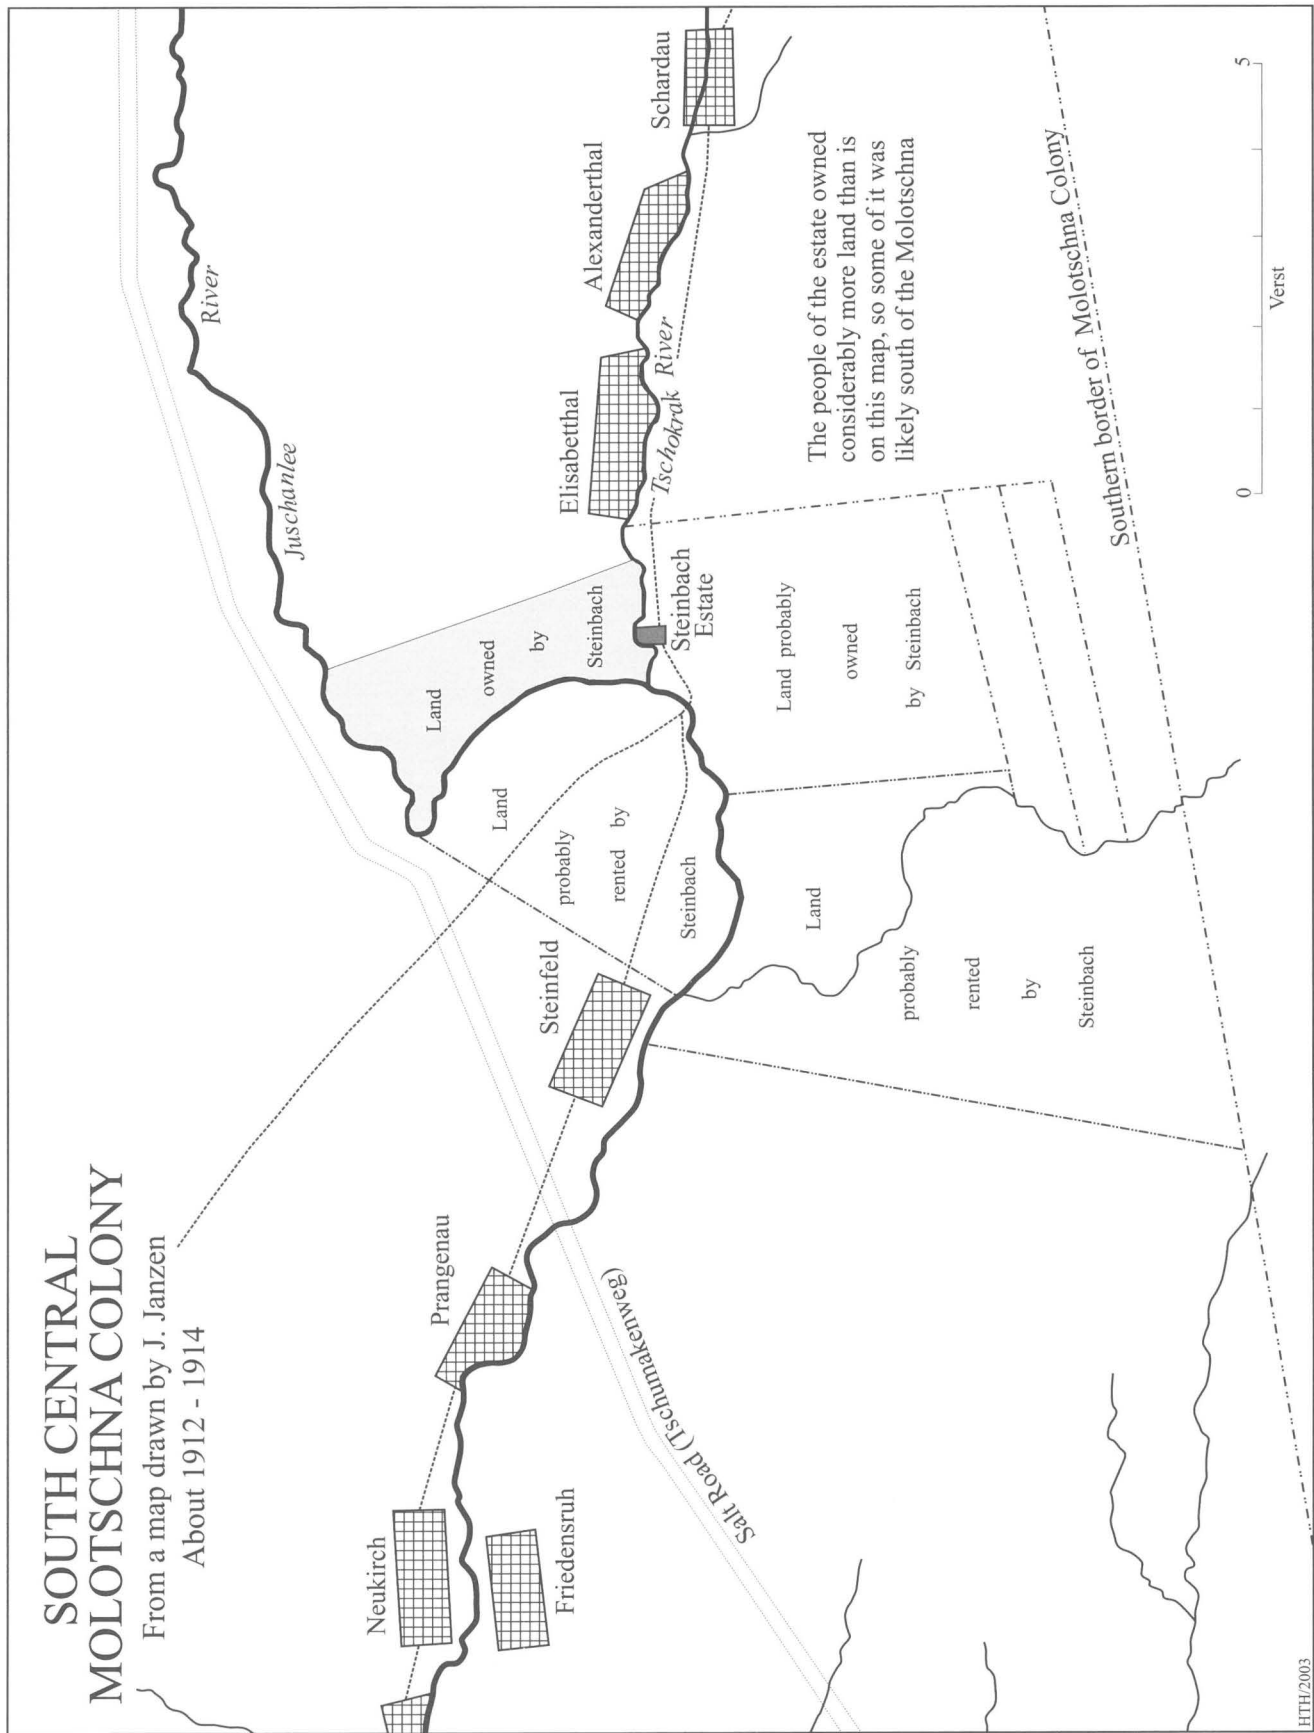 SOUTH CENTRAL
MOLOTSCHNA COLONY
From a map drawn by J. Janzen
About 1912 - 1914
Juschanlee
River
Neukirch
Friedensruh
Prangenau
Steinfeld
Elisabetthal
Alexanderthal
Schardau
Tschokrak River
Steinbach
Estate
Land
owned
by
Steinbach
Land
probably
rented by
Steinbach
Land probably
owned
by Steinbach
Land
probably
rented
by
Steinbach
Salt Road (Tschumakenweg)
The people of the estate owned
considerably more land than is
on this map, so some of it was
likely south of the Molotschna
Southern border of Molotschna Colony
0
5
Verst
HTH/2003